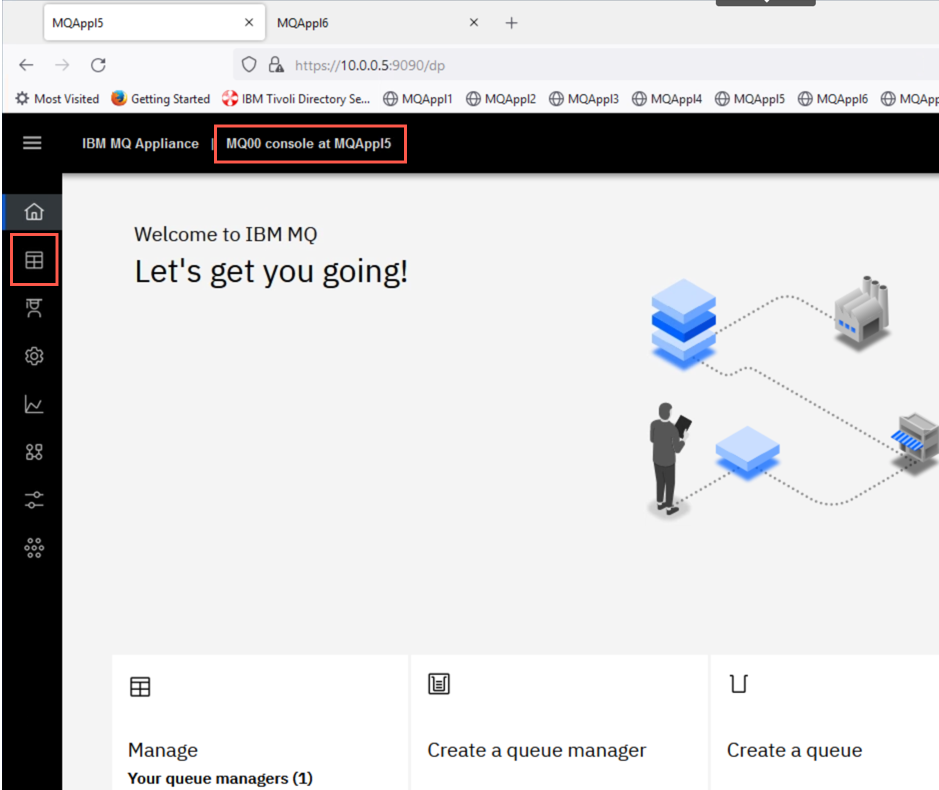 MQAppl5 MQAppl6
https://10.0.0.5:9090/dp
Most Visited Getting Started IBM Tivoli Directory Se... MQAppl1 MQAppl2 MQAppl3 MQAppl4 MQAppl5 MQAppl6 MQApp
IBM MQ Appliance | MQ00 console at MQAppl5
Welcome to IBM MQ
Let's get you going!
Manage
Your queue managers (1)
Create a queue manager
Create a queue